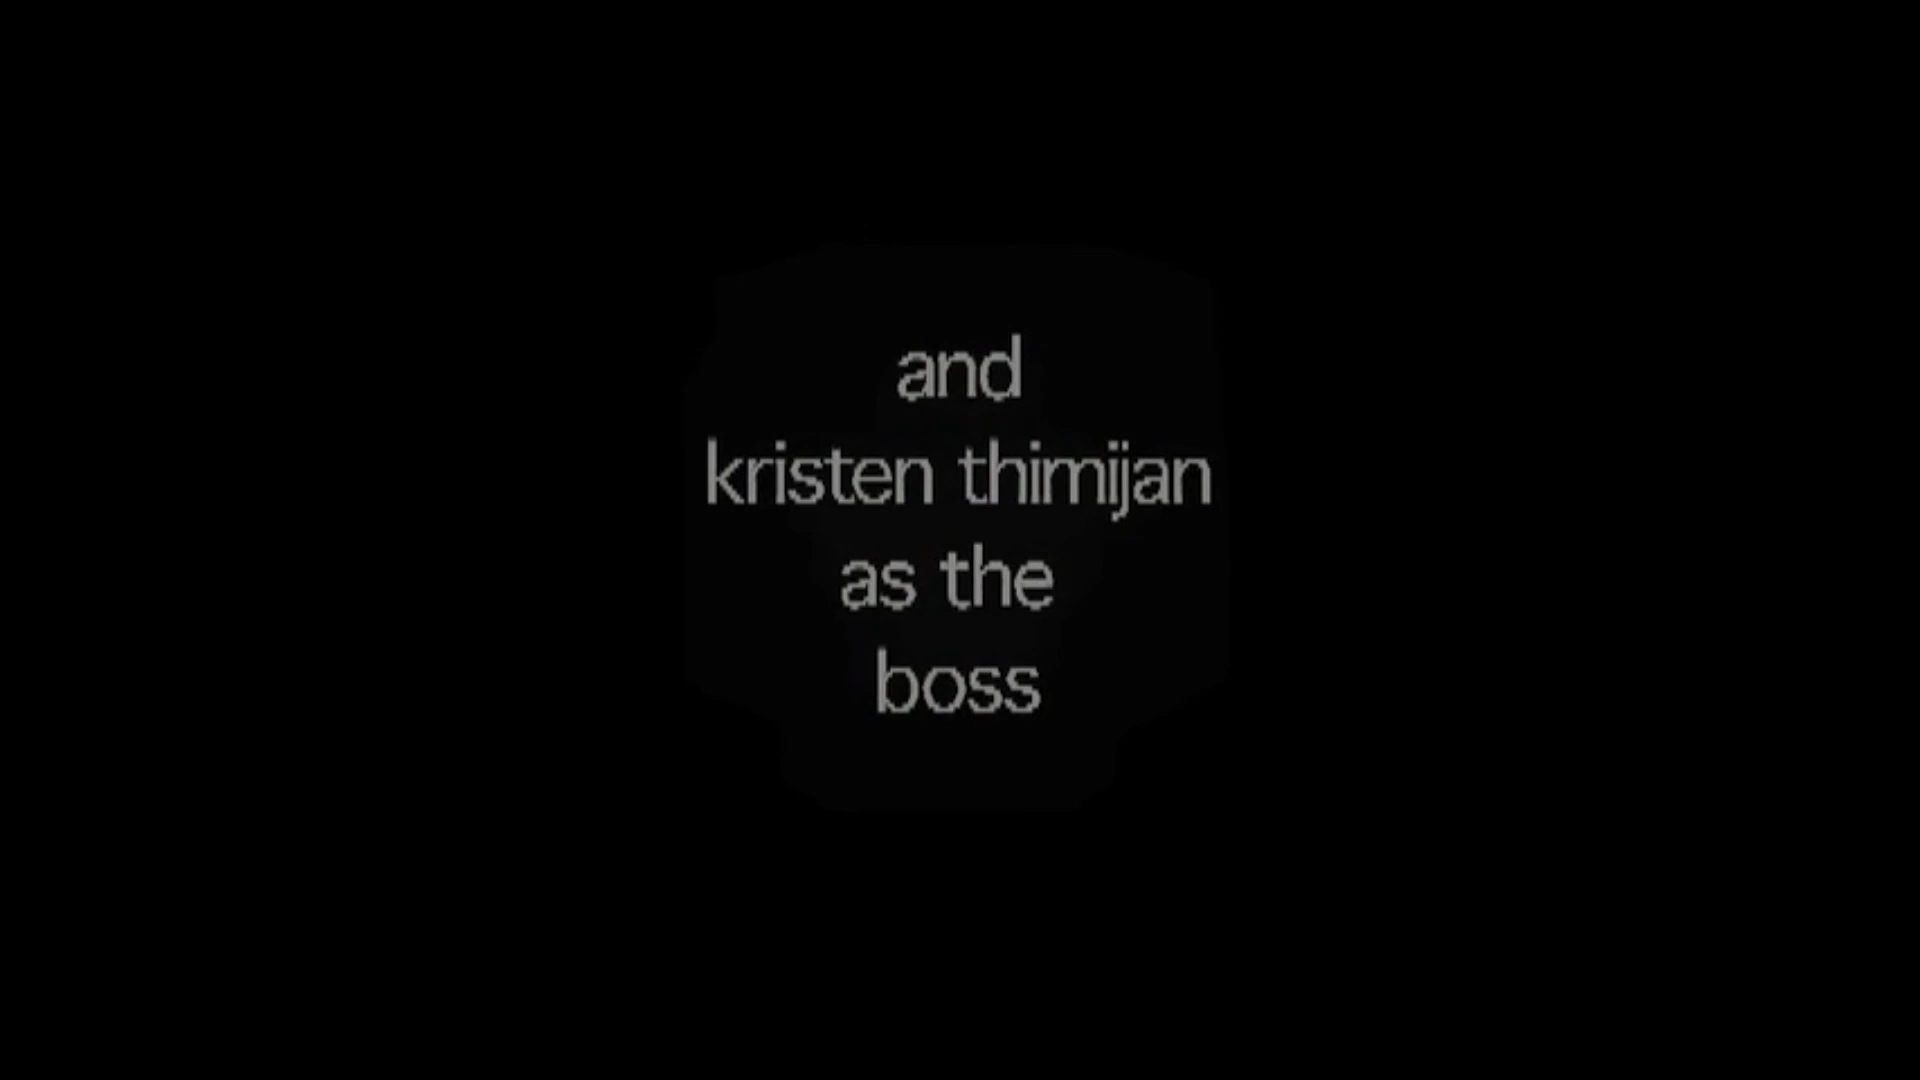 and
kristen thimijan
as the
boss